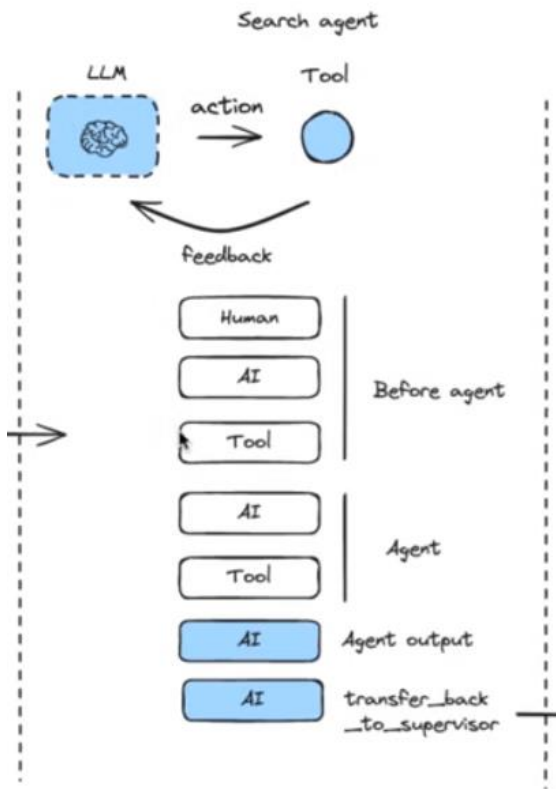 Search agent
LLM
Tool
action
feedback
Human
AI
Before agent
Tool
AI
Agent
Tool
AI
Agent output
AI
transfer_back
_to_supervisor